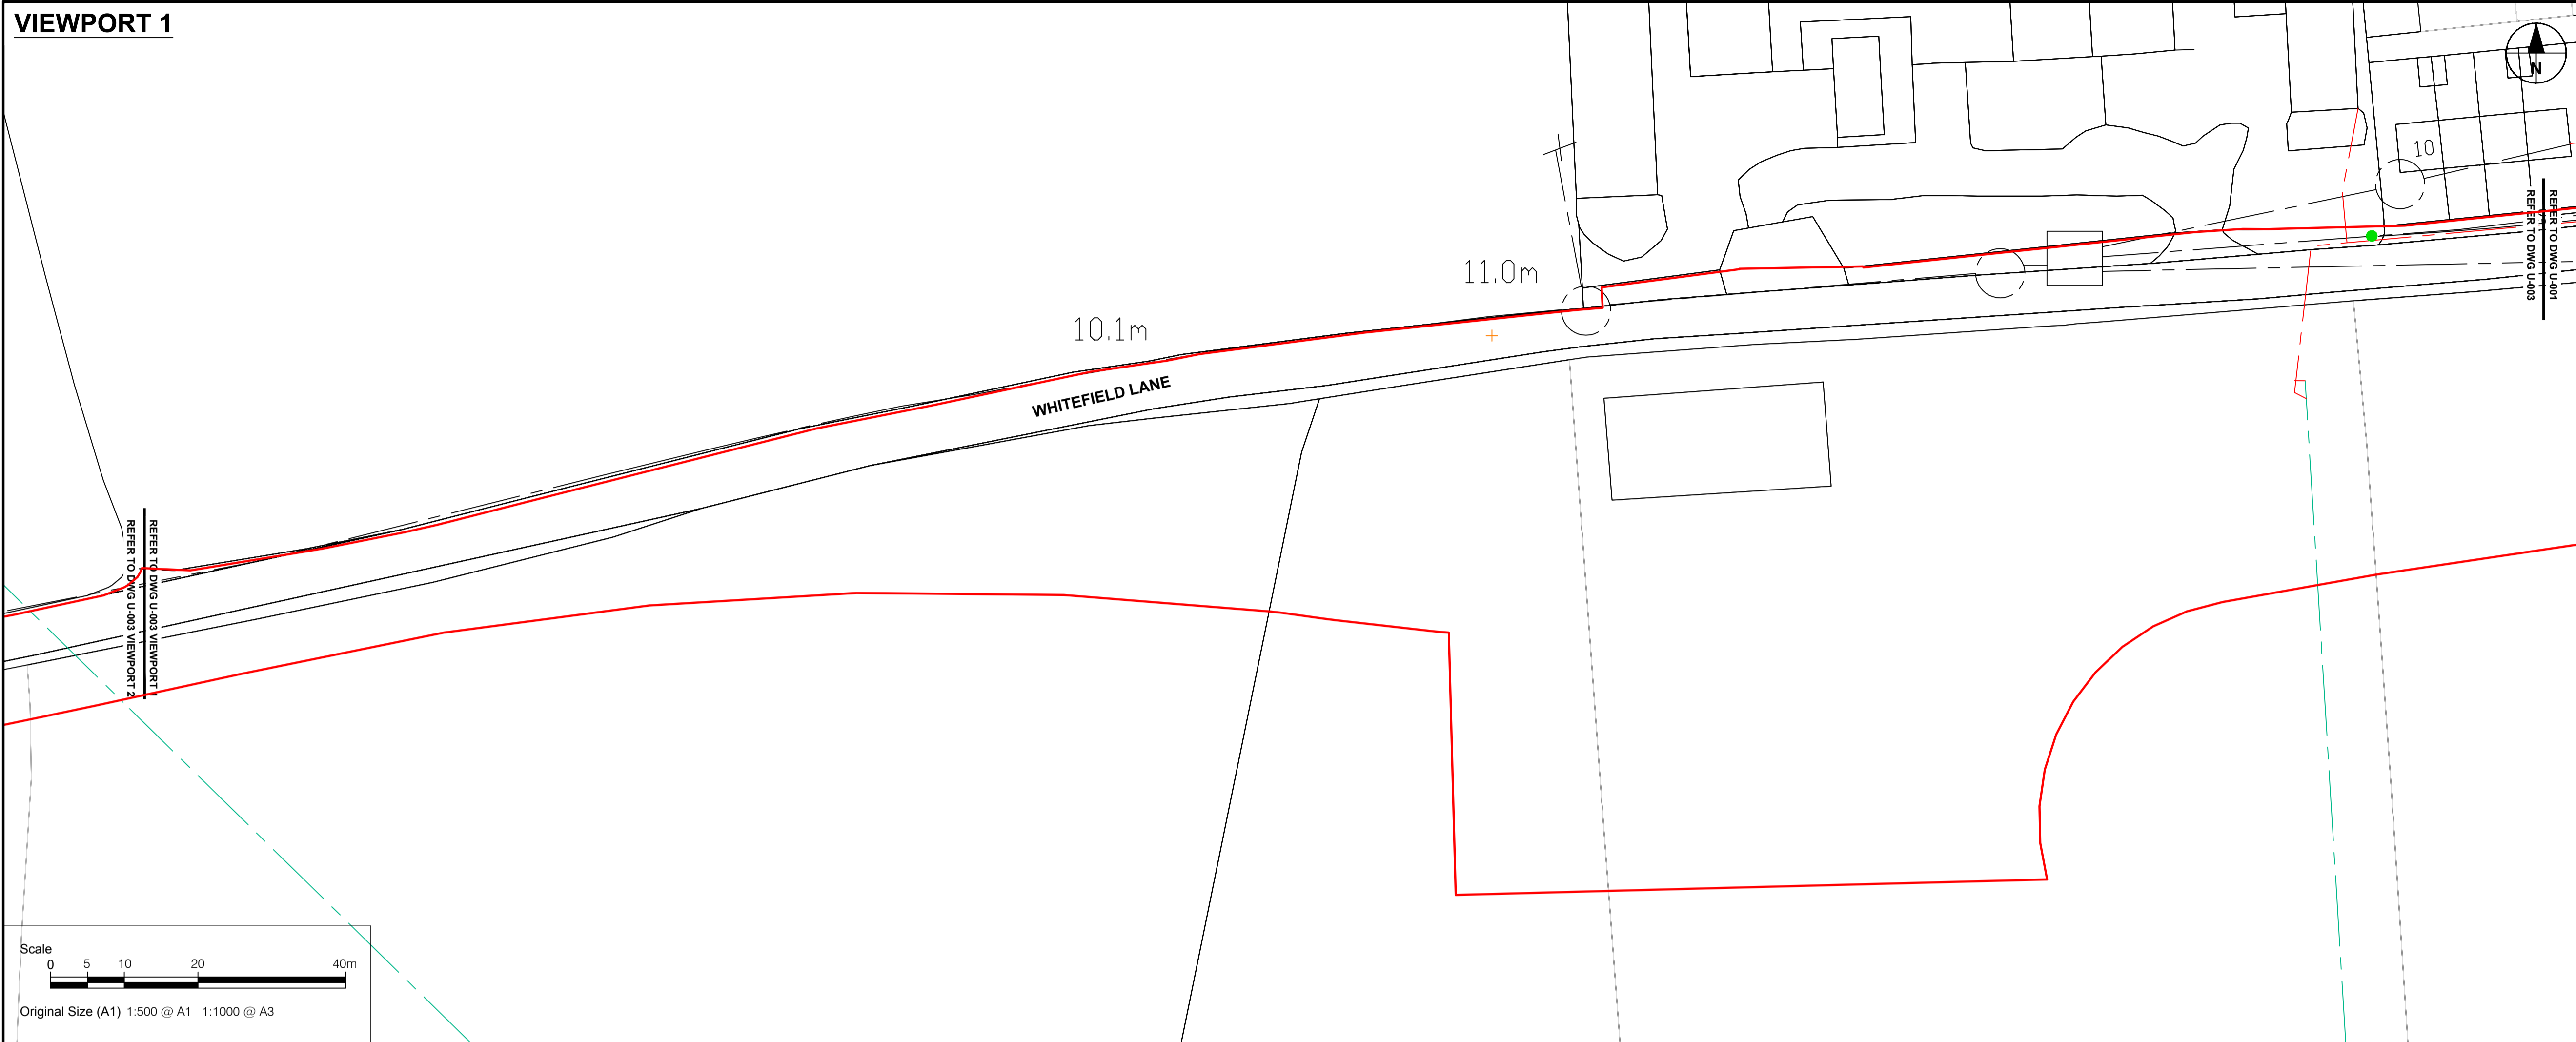 VIEWPORT 1
N
10
REFER TO DWG U-003
REFER TO DWG U-001
11.0m
10.1m
WHITEFIELD LANE
REFER TO DWG U-003 VIEWPORT 2
REFER TO DWG U-003 VIEWPORT 1
Scale
0 5 10 20 40m
Original Size (A1) 1:500 @ A1 1:1000 @ A3